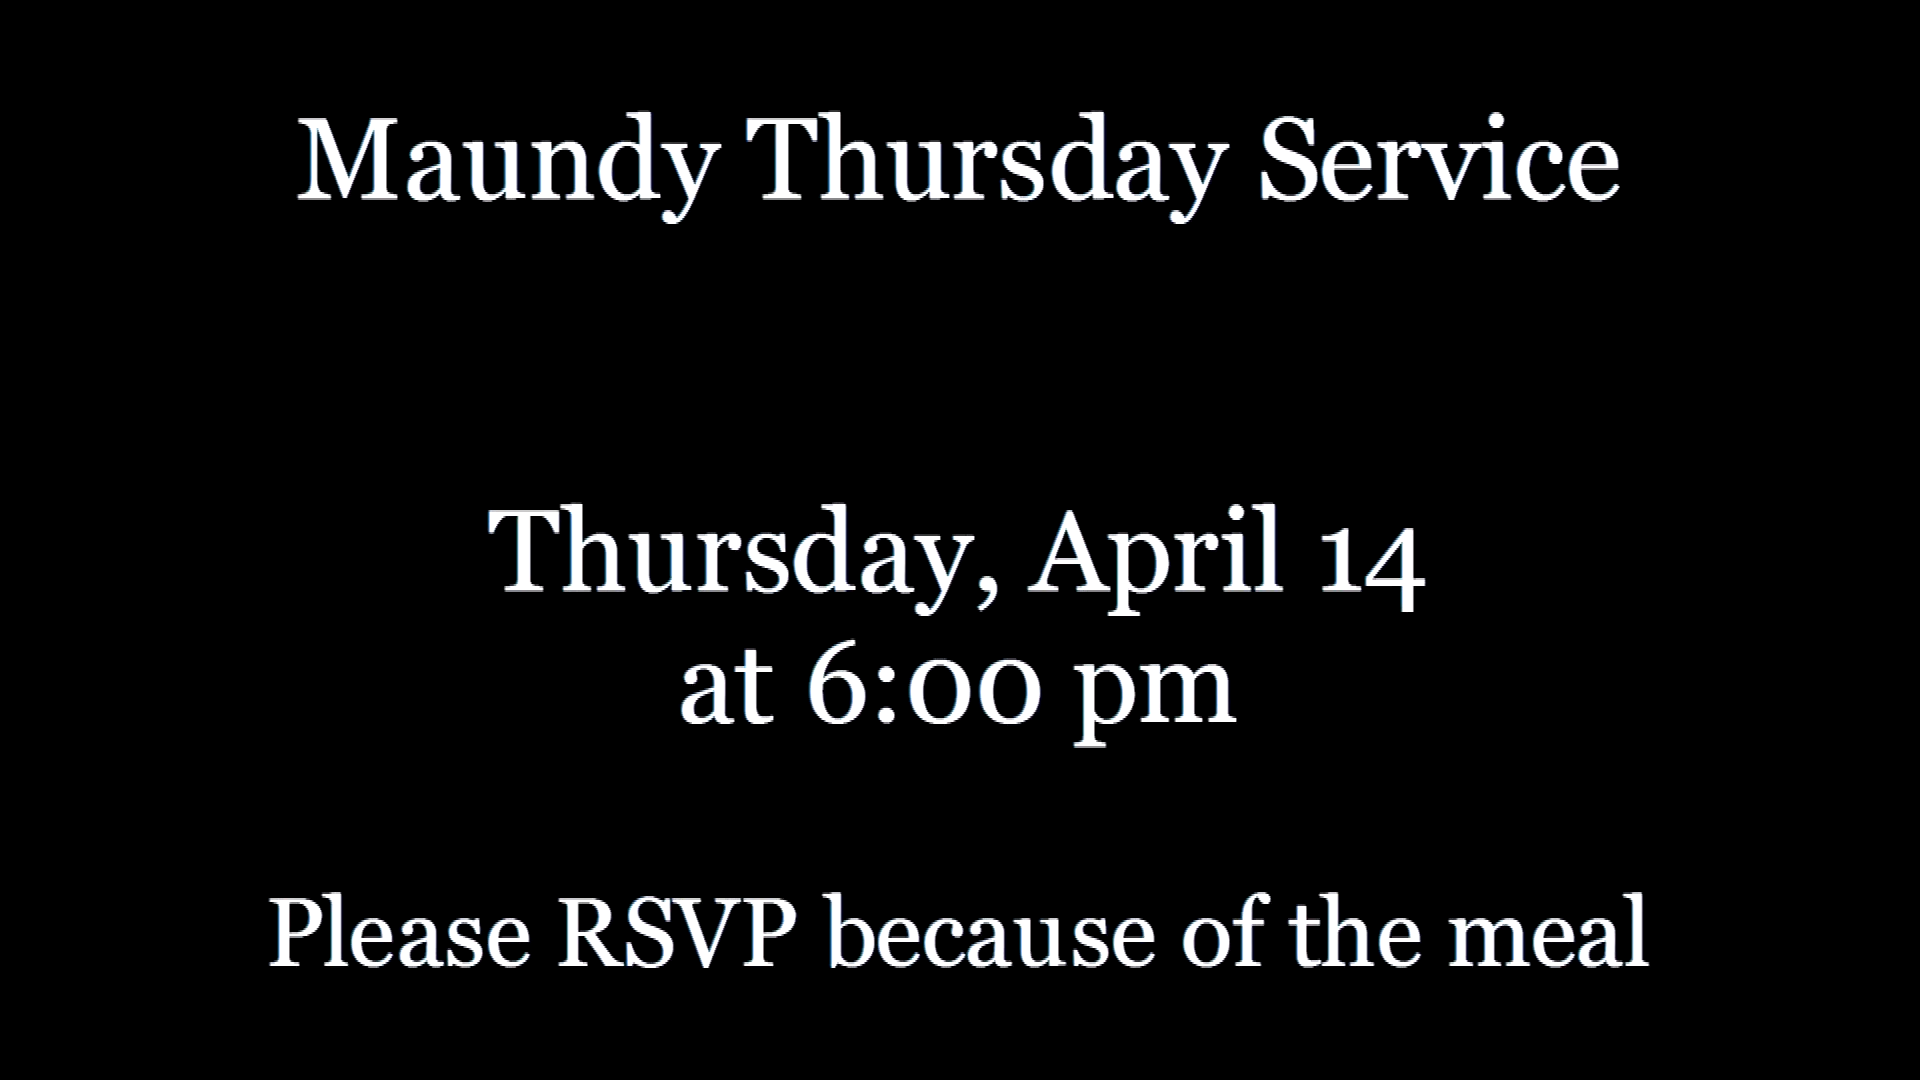 Maundy Thursday Service
Thursday, April 14
at 6:00 pm
Please RSVP because of the meal